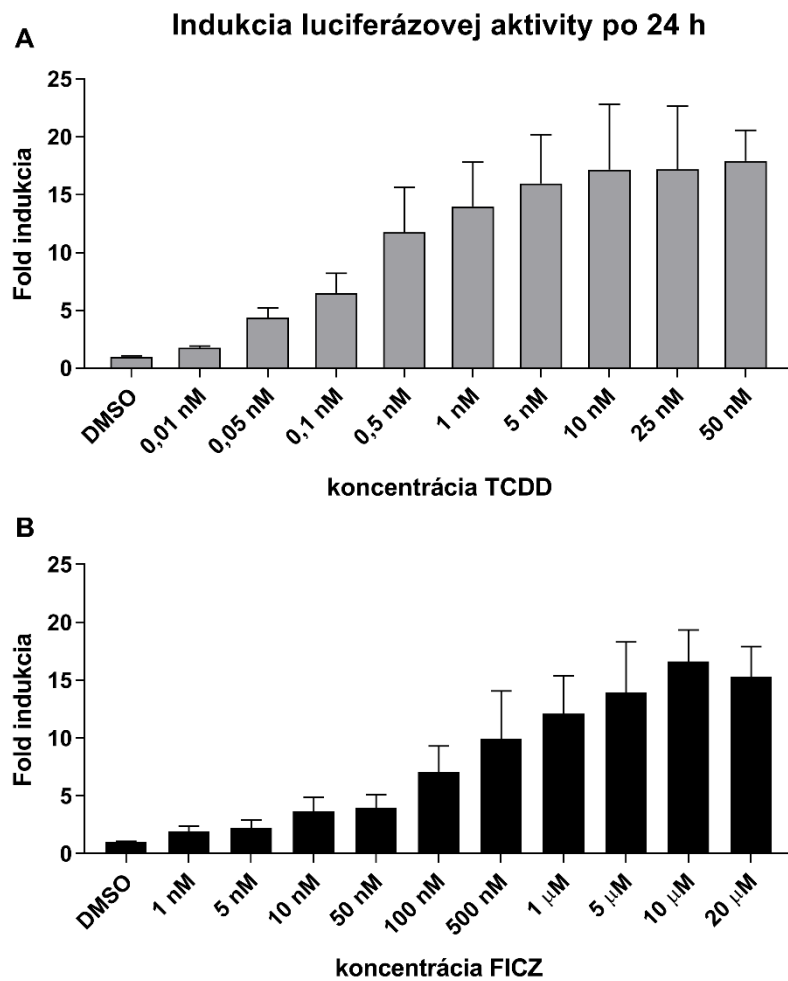 Indukcia luciferázovej aktivity po 24 h
A
25
20
15
10
5
0
Fold indukcia
DMSO
0,01 nM
0,05 nM
0,1 nM
0,5 nM
1 nM
5 nM
10 nM
25 nM
50 nM
koncentrácia TCDD
B
25
20
15
10
5
0
Fold indukcia
DMSO
1 nM
5 nM
10 nM
50 nM
100 nM
500 nM
1 μM
5 μM
10 μM
20 μM
koncentrácia FICZ